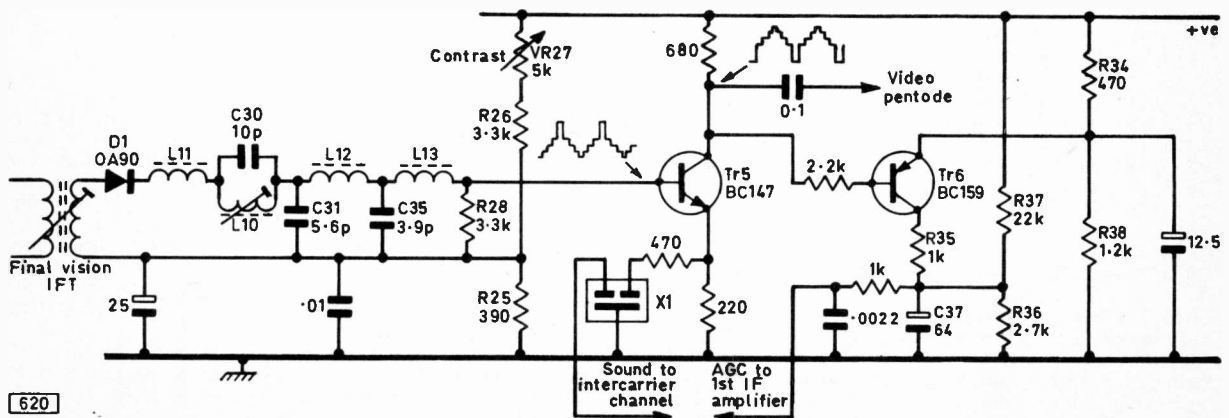 +ve
Contrast
VR27
5k
680
R34
470
0·1
Video
pentode
C30
10p
R26
3.3k
D1
OA90
L11
L12
L13
L10
Tr5
BC147
2·2k
Tr6
BC159
C31
5·6p
C35
3·9p
R28
3.3k
R37
22k
R38
1.2k
12·5
R35
1k
Final vision
IFT
470
1k
X1
25
·01
R25
390
220
·0022
C37
64
R36
2·7k
Sound to
intercarrier
channel
AGC to
1st IF
amplifier
620